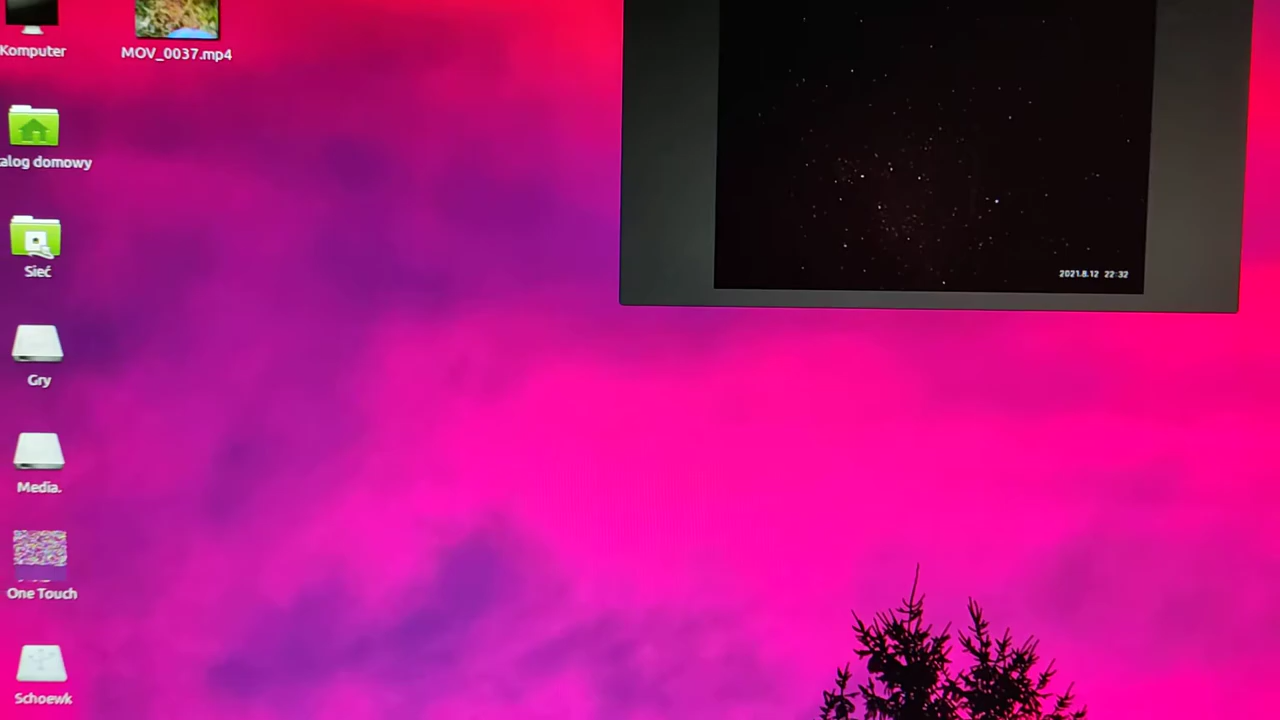 Komputer
MOV_0037.mp4
alog domowy
Sieć
Gry
Media.
One Touch
Schoewk
2021.8.12 22:32